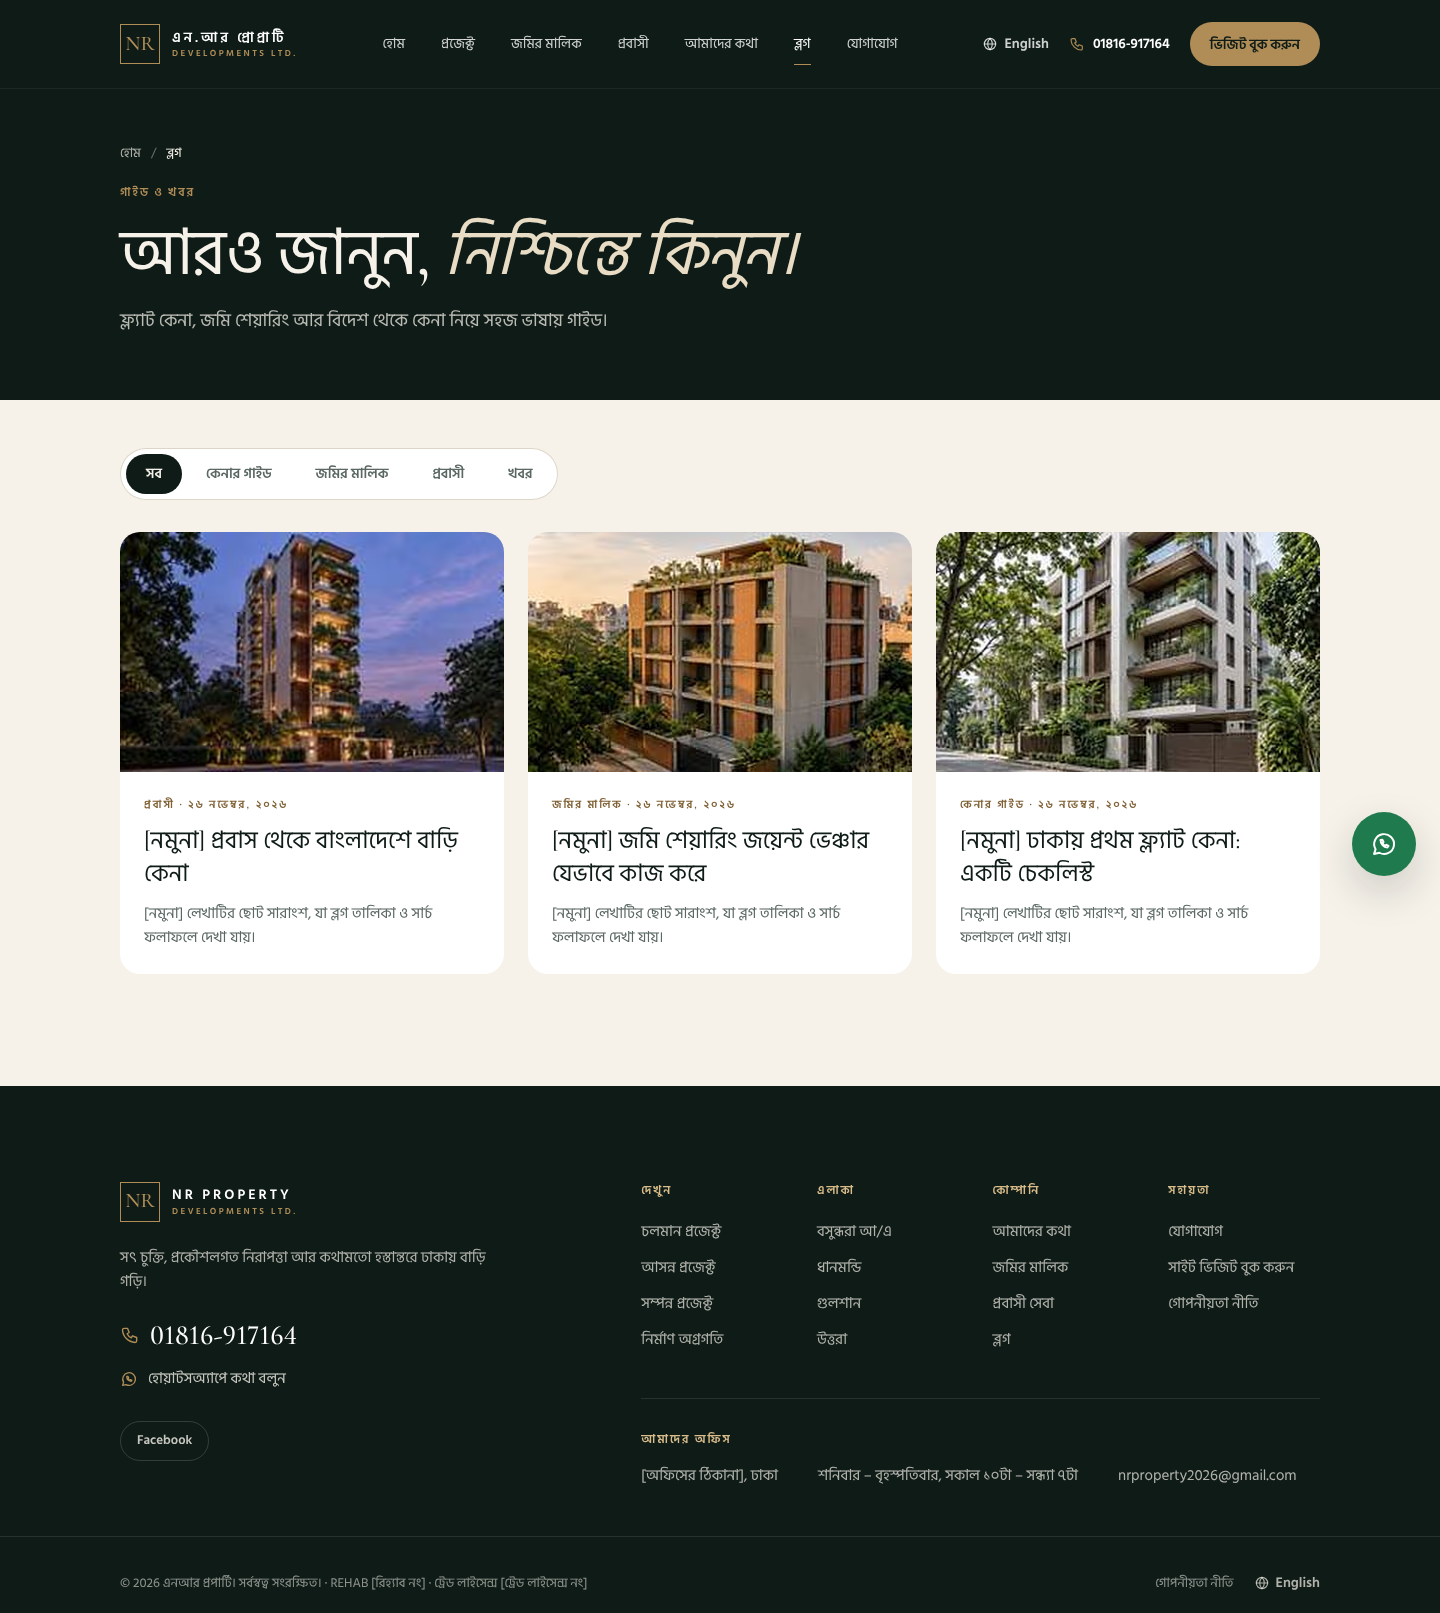 NR
এন.আর প্রোপ্রার্টি
DEVELOPMENTS LTD.
হোম
প্রজেক্ট
জমির মালিক
প্রবাসী
আমাদের কথা
ব্লগ
যোগাযোগ
English
01816-917164
ভিজিট বুক করুন
হোম / ব্লগ
গাইড ও খবর
আরও জানুন, নিশ্চিন্তে কিনুন।
ফ্ল্যাট কেনা, জমি শেয়ারিং আর বিদেশ থেকে কেনা নিয়ে সহজ ভাষায় গাইড।
সব
কেনার গাইড
জমির মালিক
প্রবাসী
খবর
প্রবাসী · ২৬ নভেম্বর, ২০২৬
[নমুনা] প্রবাস থেকে বাংলাদেশে বাড়ি
কেনা
[নমুনা] লেখাটির ছোট সারাংশ, যা ব্লগ তালিকা ও সার্চ
ফলাফলে দেখা যায়।
জমির মালিক · ২৬ নভেম্বর, ২০২৬
[নমুনা] জমি শেয়ারিং জয়েন্ট ভেঞ্চার
যেভাবে কাজ করে
[নমুনা] লেখাটির ছোট সারাংশ, যা ব্লগ তালিকা ও সার্চ
ফলাফলে দেখা যায়।
কেনার গাইড · ২৬ নভেম্বর, ২০২৬
[নমুনা] ঢাকায় প্রথম ফ্ল্যাট কেনা:
একটি চেকলিস্ট
[নমুনা] লেখাটির ছোট সারাংশ, যা ব্লগ তালিকা ও সার্চ
ফলাফলে দেখা যায়।
NR
NR PROPERTY
DEVELOPMENTS LTD.
সৎ চুক্তি, প্রকৌশলগত নিরাপত্তা আর কথামতো হস্তান্তরে ঢাকায় বাড়ি
গড়ি।
01816-917164
হোয়াটসঅ্যাপে কথা বলুন
Facebook
দেখুন
চলমান প্রজেক্ট
আসন্ন প্রজেক্ট
সম্পন্ন প্রজেক্ট
নির্মাণ অগ্রগতি
এলাকা
বসুন্ধরা আ/এ
ধানমন্ডি
গুলশান
উত্তরা
কোম্পানি
আমাদের কথা
জমির মালিক
প্রবাসী সেবা
ব্লগ
সহায়তা
যোগাযোগ
সাইট ভিজিট বুক করুন
গোপনীয়তা নীতি
আমাদের অফিস
[অফিসের ঠিকানা], ঢাকা
শনিবার – বৃহস্পতিবার, সকাল ১০টা – সন্ধ্যা ৭টা
nrproperty2026@gmail.com
© 2026 এনআর প্রপার্টি। সর্বস্বত্ব সংরক্ষিত। · REHAB [রিহ্যাব নং] · ট্রেড লাইসেন্স [ট্রেড লাইসেন্স নং]
গোপনীয়তা নীতি
English